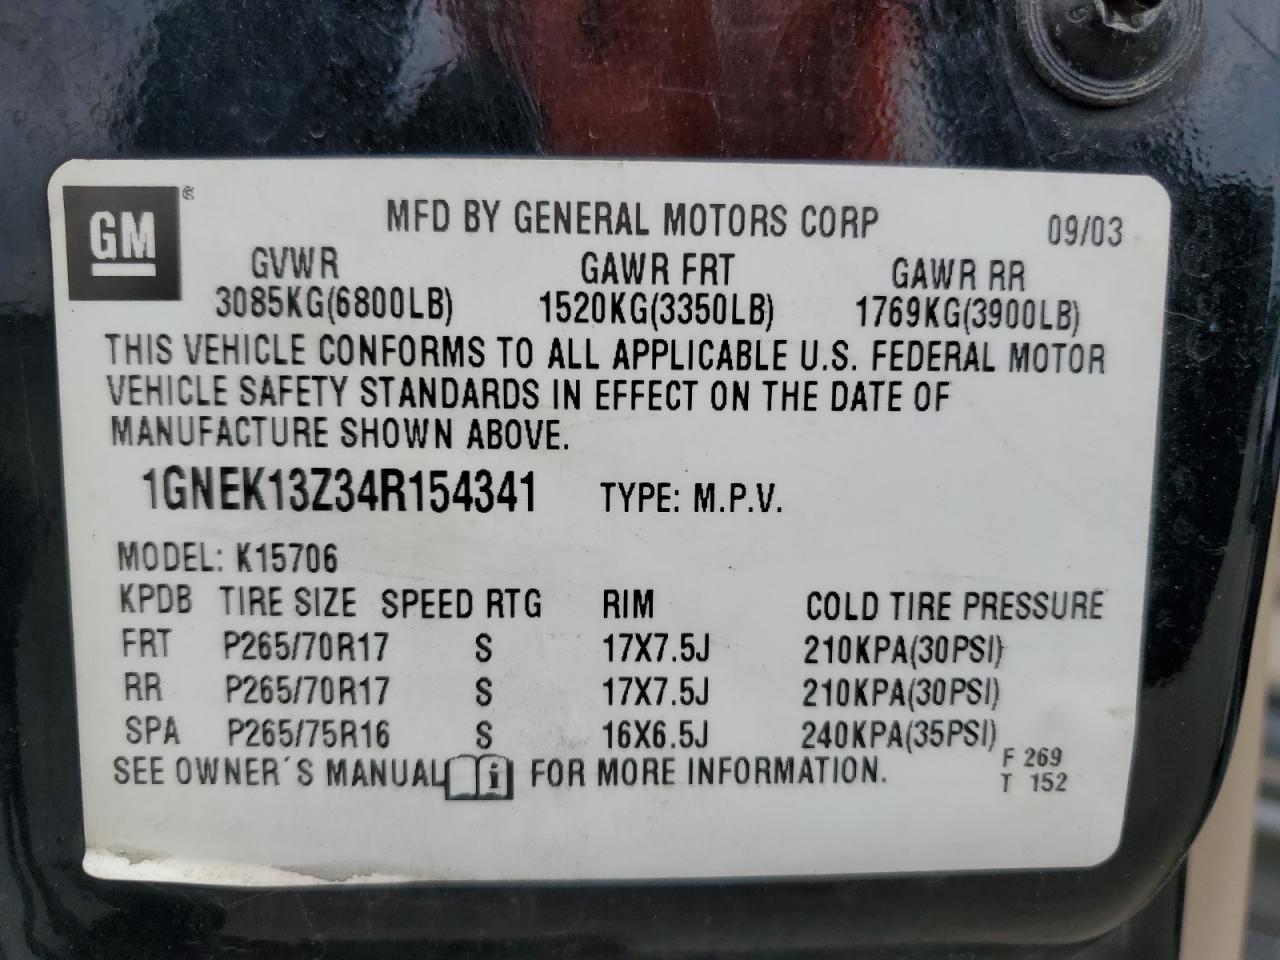 GM ®
MFD BY GENERAL MOTORS CORP 09/03
GVWR GAWR FRT GAWR RR
3085KG(6800LB) 1520KG(3350LB) 1769KG(3900LB)
THIS VEHICLE CONFORMS TO ALL APPLICABLE U.S. FEDERAL MOTOR
VEHICLE SAFETY STANDARDS IN EFFECT ON THE DATE OF
MANUFACTURE SHOWN ABOVE.
1GNEK13Z34R154341 TYPE: M.P.V.
MODEL: K15706
KPDB TIRE SIZE SPEED RTG RIM COLD TIRE PRESSURE
FRT P265/70R17 S 17X7.5J 210KPA(30PSI)
RR P265/70R17 S 17X7.5J 210KPA(30PSI)
SPA P265/75R16 S 16X6.5J 240KPA(35PSI)
SEE OWNER´S MANUAL i FOR MORE INFORMATION.
F 269
T 152